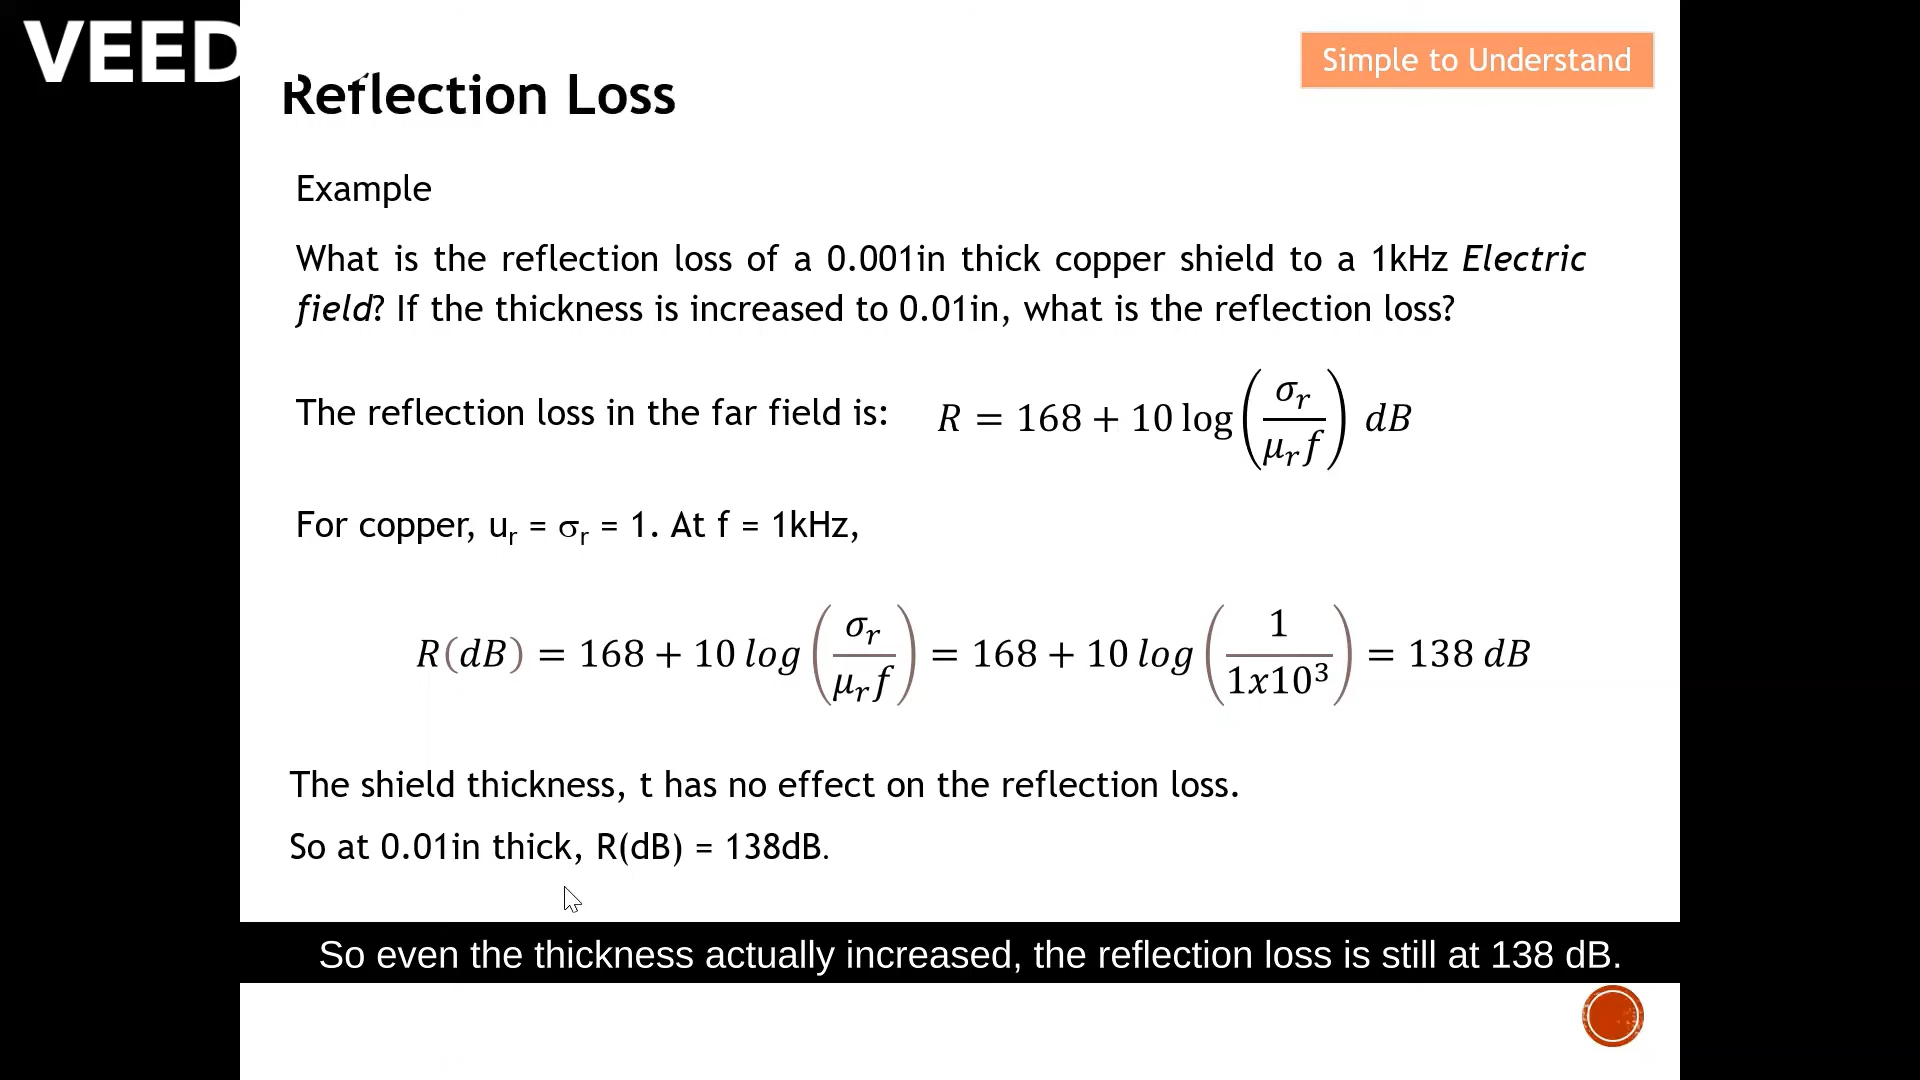 VEED
Simple to Understand
Reflection Loss
Example
What is the reflection loss of a 0.001in thick copper shield to a 1kHz Electric
field? If the thickness is increased to 0.01in, what is the reflection loss?
The reflection loss in the far field is: R = 168 + 10 log(σᵣ/μᵣf) dB
For copper, uᵣ = σᵣ = 1. At f = 1kHz,
R(dB) = 168 + 10 log(σᵣ/μᵣf) = 168 + 10 log(1/1x10³) = 138 dB
The shield thickness, t has no effect on the reflection loss.
So at 0.01in thick, R(dB) = 138dB.
So even the thickness actually increased, the reflection loss is still at 138 dB.